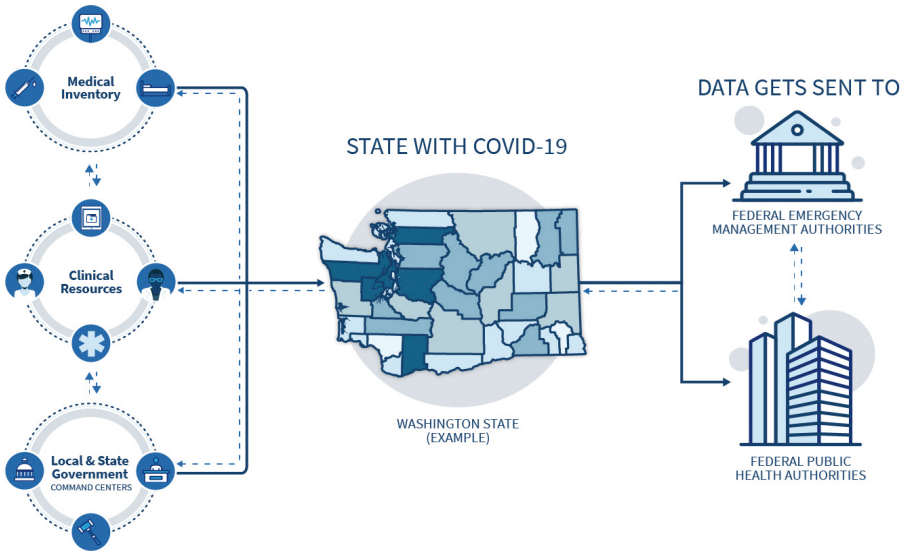 Medical
Inventory
Clinical
Resources
Local & State
Government
COMMAND CENTERS
STATE WITH COVID-19
WASHINGTON STATE
(EXAMPLE)
DATA GETS SENT TO
FEDERAL EMERGENCY
MANAGEMENT AUTHORITIES
FEDERAL PUBLIC
HEALTH AUTHORITIES